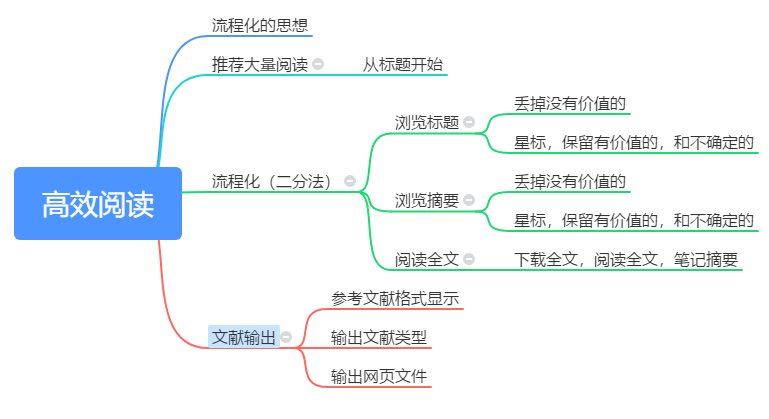 高效阅读
流程化的思想
推荐大量阅读
从标题开始
流程化（二分法）
浏览标题
丢掉没有价值的
星标，保留有价值的，和不确定的
浏览摘要
丢掉没有价值的
星标，保留有价值的，和不确定的
阅读全文
下载全文，阅读全文，笔记摘要
文献输出
参考文献格式显示
输出文献类型
输出网页文件